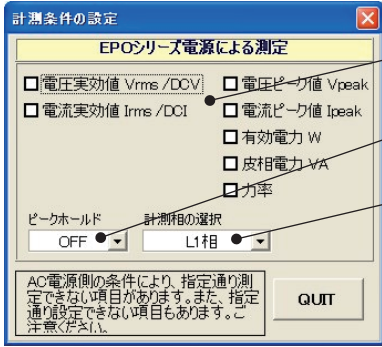 計測条件の設定
EPOシリーズ電源による測定
電圧実効値 Vrms /DCV
電圧ピーク値 Vpeak
電流実効値 Irms /DCI
電流ピーク値 Ipeak
有効電力 W
皮相電力 VA
力率
ピークホールド
計測相の選択
OFF
L1相
AC電源側の条件により、指定通り測
定できない項目があります。また、指定
通り設定できない項目もあります。ご
注意ください。
QUIT